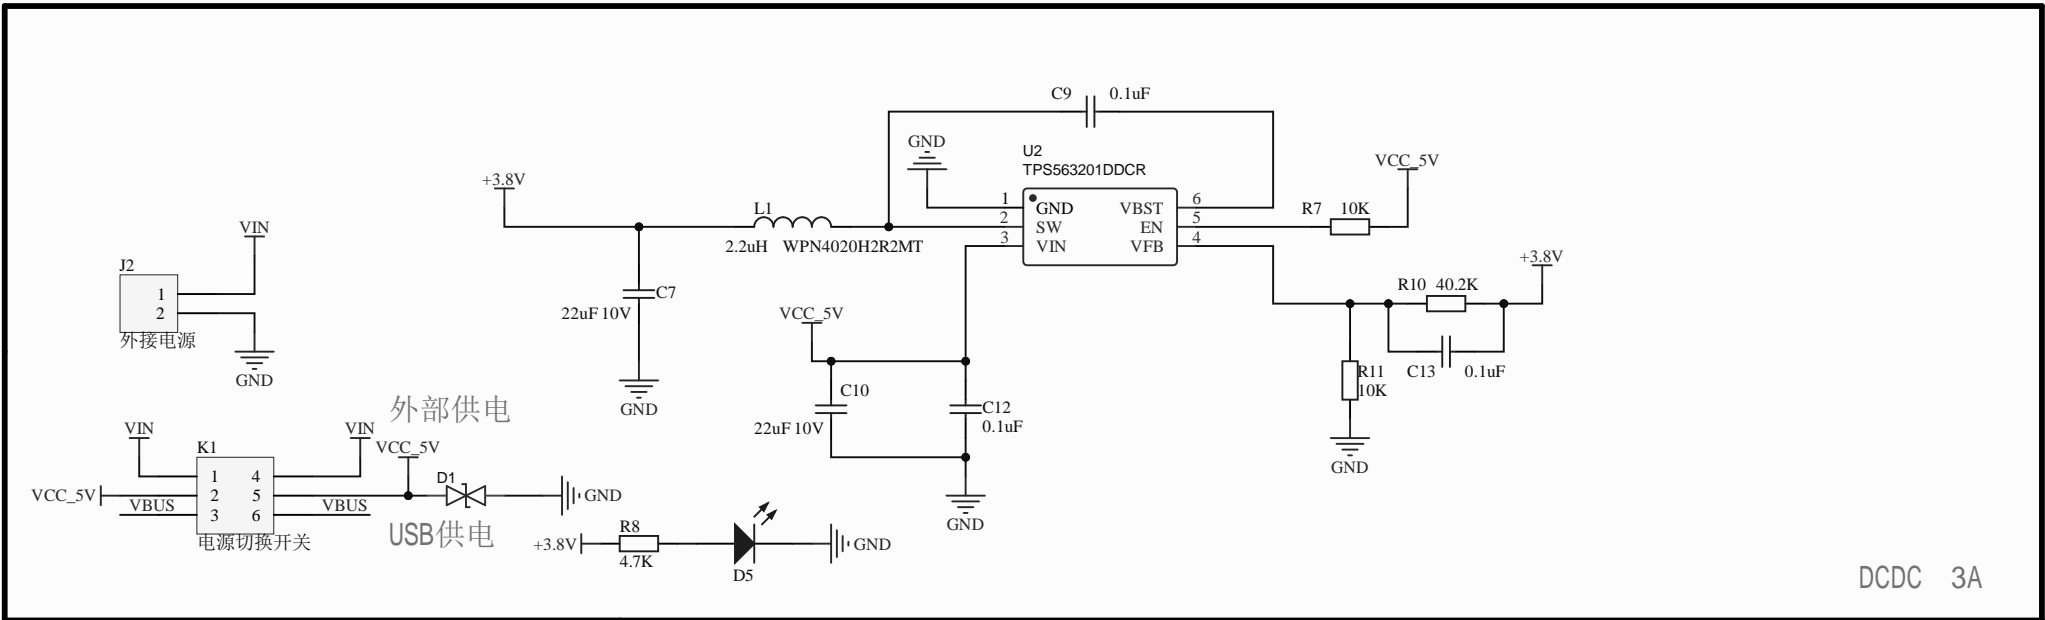 C9 0.1uF
GND
U2
TPS563201DDCR
VCC_5V
+3.8V
1 GND VBST 6
2 SW EN 5
3 VIN VFB 4
R7 10K
L1
2.2uH WPN4020H2R2MT
VIN
J2
1
2
外接电源
GND
C7
22uF 10V
GND
+3.8V
R10 40.2K
C13 0.1uF
R11
10K
GND
VCC_5V
C10
22uF 10V
C12
0.1uF
GND
外部供电
VIN
VIN
K1
VCC_5V
1 4
2 5
3 6
VCC_5V
VBUS
VBUS
电源切换开关
D1
GND
USB供电
+3.8V
R8
4.7K
D5
GND
DCDC 3A